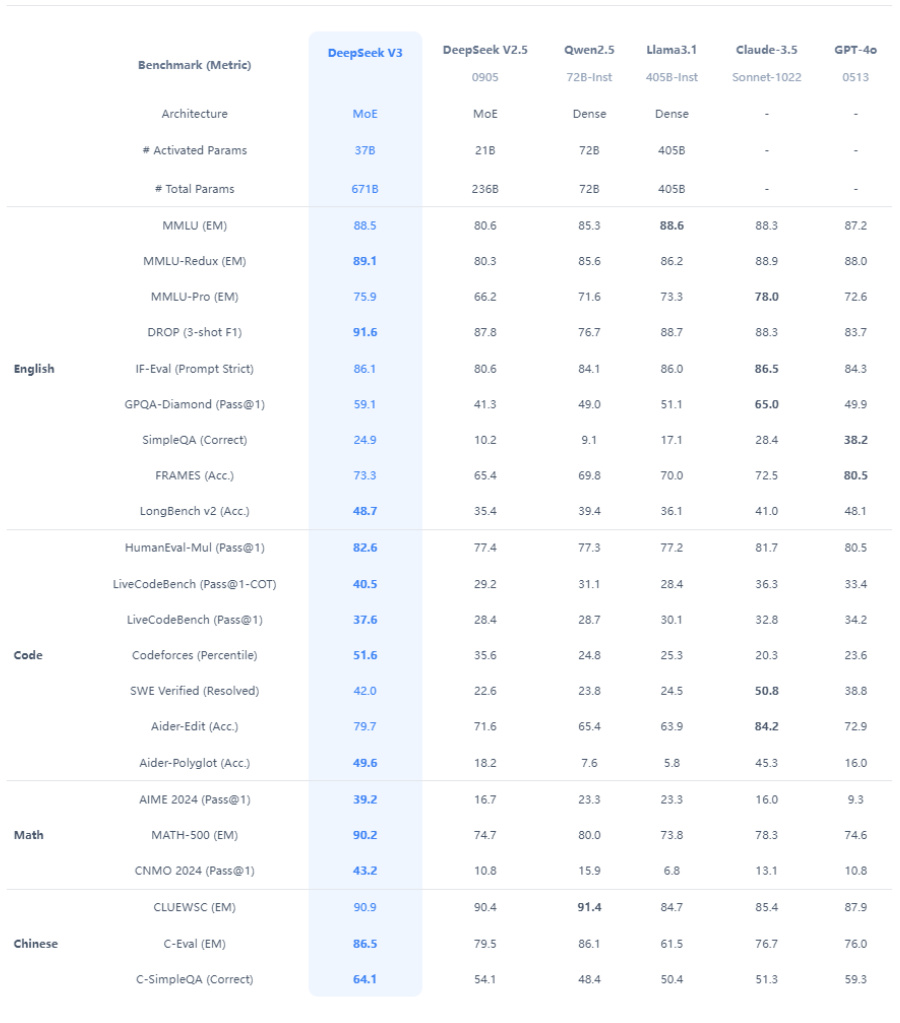 Benchmark (Metric) DeepSeek V3 DeepSeek V2.5 Qwen2.5 Llama3.1 Claude-3.5 GPT-4o
0905 72B-Inst 405B-Inst Sonnet-1022 0513
Architecture MoE MoE Dense Dense - -
# Activated Params 37B 21B 72B 405B - -
# Total Params 671B 236B 72B 405B - -
English
MMLU (EM) 88.5 80.6 85.3 88.6 88.3 87.2
MMLU-Redux (EM) 89.1 80.3 85.6 86.2 88.9 88.0
MMLU-Pro (EM) 75.9 66.2 71.6 73.3 78.0 72.6
DROP (3-shot F1) 91.6 87.8 76.7 88.7 88.3 83.7
IF-Eval (Prompt Strict) 86.1 80.6 84.1 86.0 86.5 84.3
GPQA-Diamond (Pass@1) 59.1 41.3 49.0 51.1 65.0 49.9
SimpleQA (Correct) 24.9 10.2 9.1 17.1 28.4 38.2
FRAMES (Acc.) 73.3 65.4 69.8 70.0 72.5 80.5
LongBench v2 (Acc.) 48.7 35.4 39.4 36.1 41.0 48.1
Code
HumanEval-Mul (Pass@1) 82.6 77.4 77.3 77.2 81.7 80.5
LiveCodeBench (Pass@1-COT) 40.5 29.2 31.1 28.4 36.3 33.4
LiveCodeBench (Pass@1) 37.6 28.4 28.7 30.1 32.8 34.2
Codeforces (Percentile) 51.6 35.6 24.8 25.3 20.3 23.6
SWE Verified (Resolved) 42.0 22.6 23.8 24.5 50.8 38.8
Aider-Edit (Acc.) 79.7 71.6 65.4 63.9 84.2 72.9
Aider-Polyglot (Acc.) 49.6 18.2 7.6 5.8 45.3 16.0
Math
AIME 2024 (Pass@1) 39.2 16.7 23.3 23.3 16.0 9.3
MATH-500 (EM) 90.2 74.7 80.0 73.8 78.3 74.6
CNMO 2024 (Pass@1) 43.2 10.8 15.9 6.8 13.1 10.8
Chinese
CLUEWSC (EM) 90.9 90.4 91.4 84.7 85.4 87.9
C-Eval (EM) 86.5 79.5 86.1 61.5 76.7 76.0
C-SimpleQA (Correct) 64.1 54.1 48.4 50.4 51.3 59.3